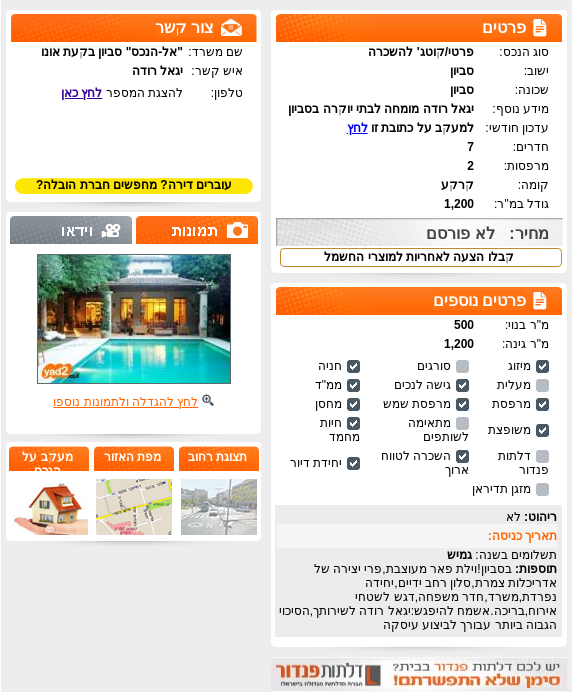 פרטים
סוג הנכס: פרטי/קוטג' להשכרה
ישוב: סביון
שכונה: סביון
מידע נוסף: יגאל רודה מומחה לבתי יוקרה בסביון
עדכון חודשי: למעקב על כתובת זו לחץ
חדרים: 7
מרפסות: 2
קומה: קרקע
גודל במ"ר: 1,200
מחיר: לא פורסם
קבלו הצעה לאחריות למוצרי החשמל
פרטים נוספים
מ"ר בנוי: 500
מ"ר גינה: 1,200
מיזוג סורגים חניה
מעלית גישה לנכים ממ"ד
מרפסת מרפסת שמש מחסן
משופצת מתאימה לשותפים חיות מחמד
דלתות פנדור השכרה לטווח ארוך יחידת דיור
מזגן תדיראן
ריהוט: לא
תאריך כניסה:
תשלומים בשנה: גמיש
תוספות: בסביון!וילת פאר מעוצבת,פרי יצירה של
אדריכלות צמרת,סלון רחב ידיים,יחידה
נפרדת,משרד,חדר משפחה,דגש לשטחי
אירוח,בריכה.אשמח להיפגש:יגאל רודה לשירותך,הסיכוי
הגבוה ביותר עבורך לביצוע עיסקה
יש לכם דלתות פנדור בבית?
סימן שלא התפשרתם!
דלתות פנדור
חברת הדלתות הגדולה בישראל
צור קשר
שם משרד: "אל-הנכס" סביון בקעת אונו
איש קשר: יגאל רודה
טלפון: להצגת המספר לחץ כאן
עוברים דירה? מחפשים חברת הובלה?
תמונות
וידאו
yad2
לחץ להגדלה ולתמונות נוספו
תצוגת רחוב
מפת האזור
מעקב על
הנכס